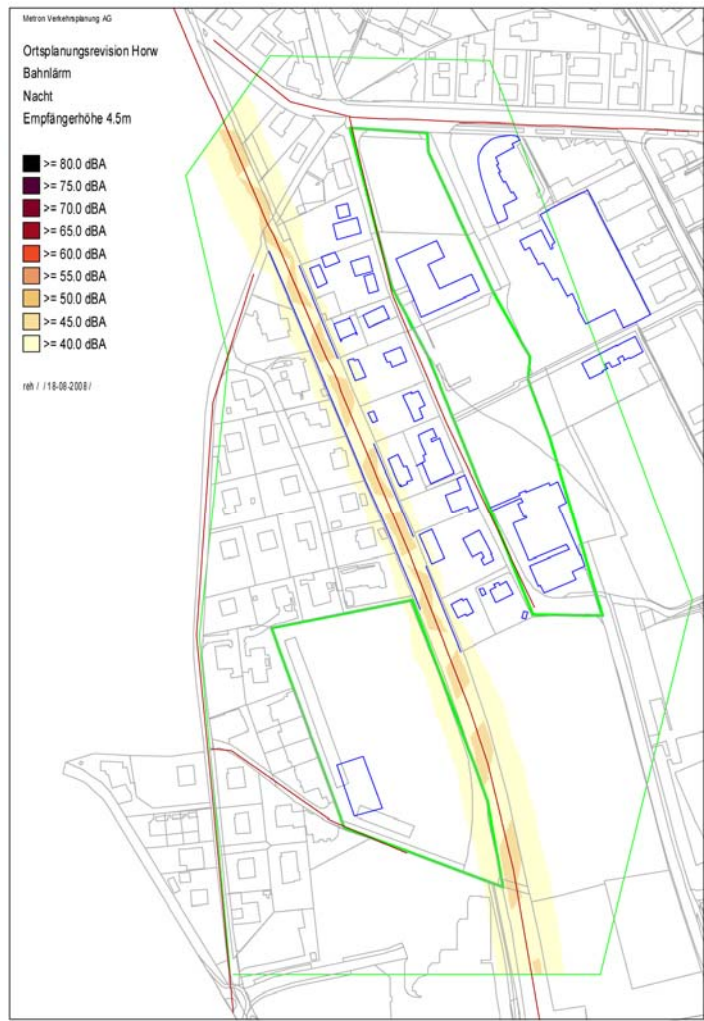 Metron Verkehrsplanung AG
Ortsplanungsrevision Horw
Bahnlärm
Nacht
Empfängerhöhe 4.5m
>= 80.0 dBA
>= 75.0 dBA
>= 70.0 dBA
>= 65.0 dBA
>= 60.0 dBA
>= 55.0 dBA
>= 50.0 dBA
>= 45.0 dBA
>= 40.0 dBA
reh / / 18-08-2008 /